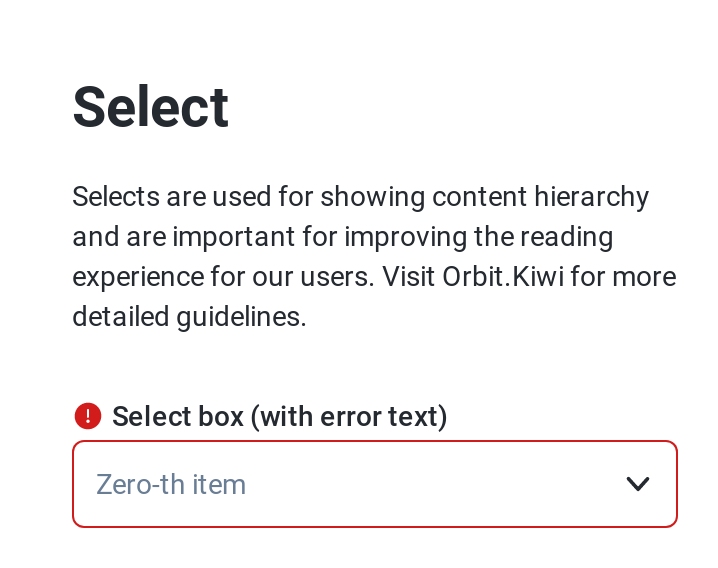 Select
Selects are used for showing content hierarchy
and are important for improving the reading
experience for our users. Visit Orbit.Kiwi for more
detailed guidelines.
Select box (with error text)
Zero-th item